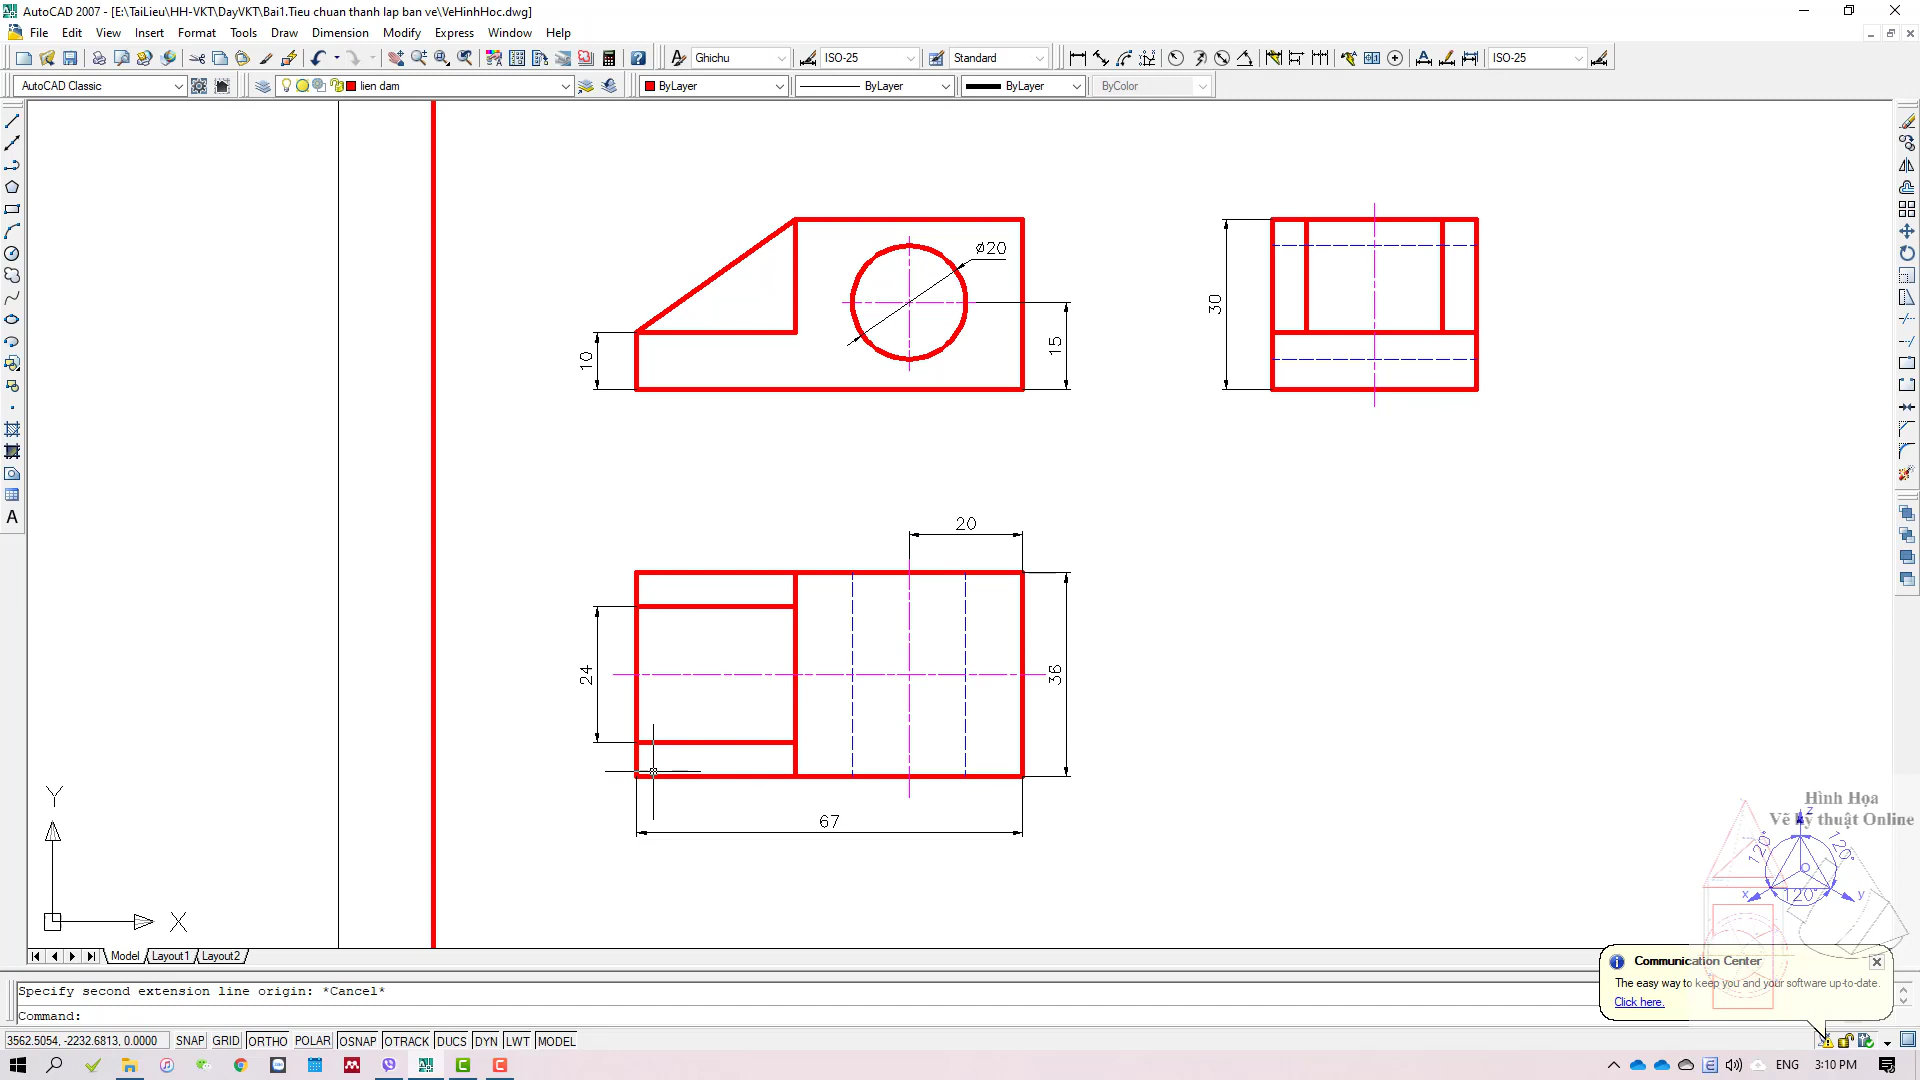 AutoCAD 2007 - [E:\TaiLieu\HH-VKT\DayVKT\Bai1.Tieu chuan thanh lap ban ve\VeHinhHoc.dwg]
File Edit View Insert Format Tools Draw Dimension Modify Express Window Help
Ghichu ISO-25 Standard ISO-25
AutoCAD Classic lien dam ByLayer ByLayer ByLayer ByColor
ø20
10
15
30
20
24
36
67
Y
X
Hình Họa
Vẽ kỹ thuật Online
z
120°
120°
O
120°
x
y
Model Layout1 Layout2
Communication Center
The easy way to keep you and your software up-to-date.
Click here.
Specify second extension line origin: *Cancel*
Command:
3562.5054, -2232.6813, 0.0000 SNAP GRID ORTHO POLAR OSNAP OTRACK DUCS DYN LWT MODEL
ENG 3:10 PM